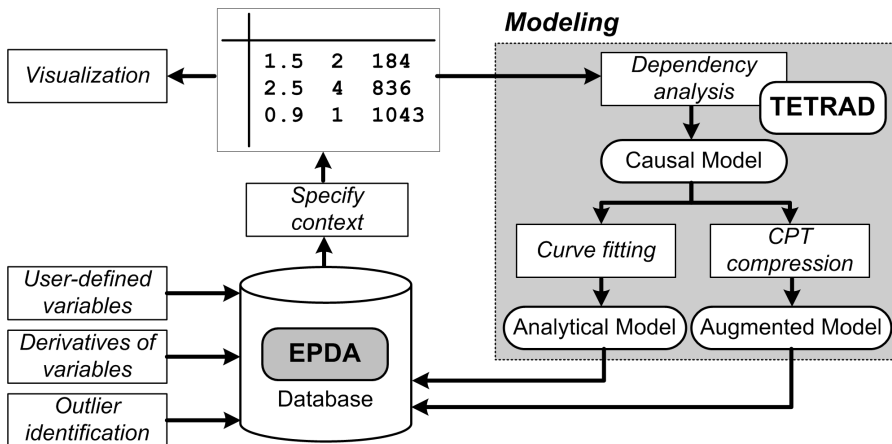 Modeling
Visualization
1.5 2 184
2.5 4 836
0.9 1 1043
Dependency
analysis
TETRAD
Causal Model
Specify
context
Curve fitting
CPT
compression
User-defined
variables
Analytical Model
Augmented Model
Derivatives of
variables
EPDA
Database
Outlier
identification